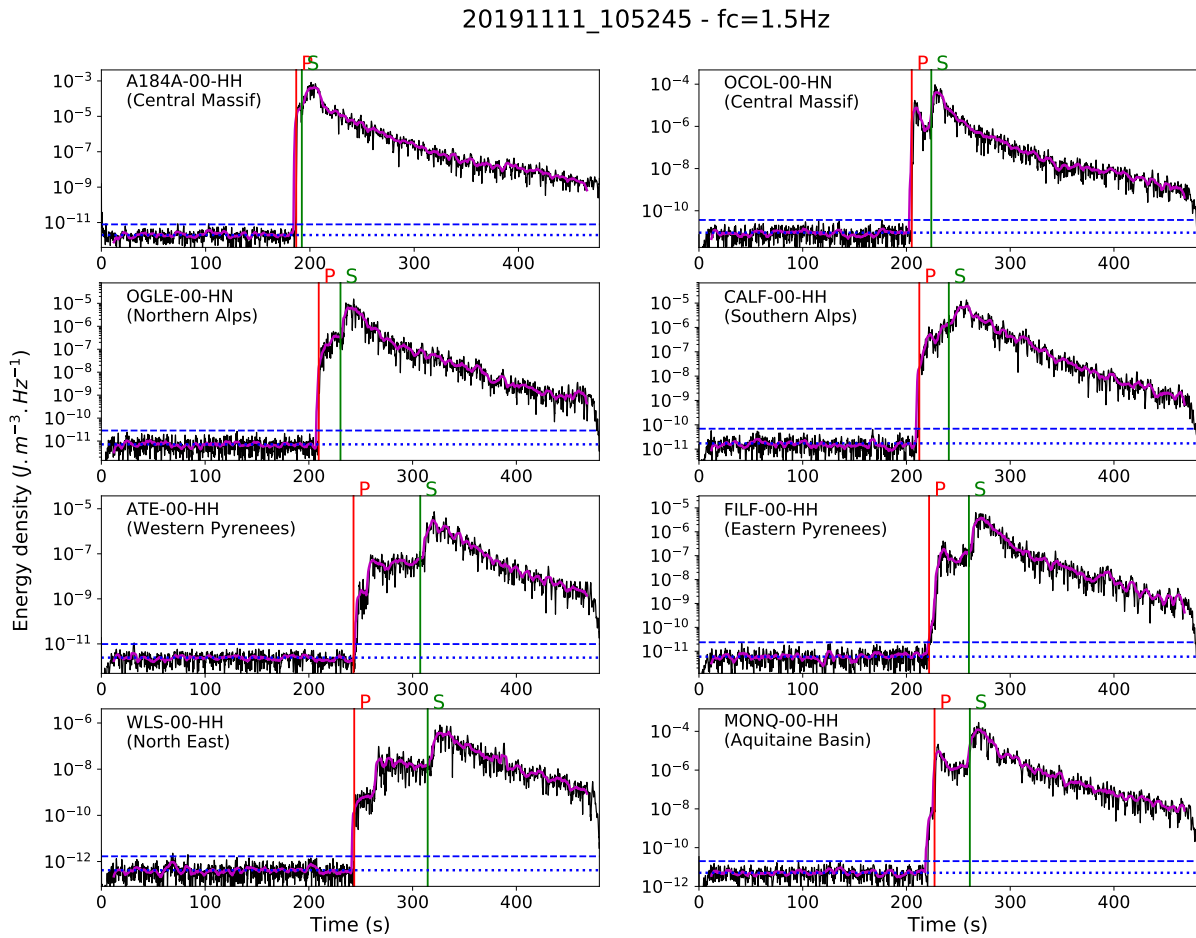 20191111_105245 - fc=1.5Hz
Energy density (J. m⁻³. Hz⁻¹)
P S
A184A-00-HH
(Central Massif)
10⁻³
10⁻⁵
10⁻⁷
10⁻⁹
10⁻¹¹
0 100 200 300 400
P S
OCOL-00-HN
(Central Massif)
10⁻⁴
10⁻⁶
10⁻⁸
10⁻¹⁰
0 100 200 300 400
P S
OGLE-00-HN
(Northern Alps)
10⁻⁵
10⁻⁶
10⁻⁷
10⁻⁸
10⁻⁹
10⁻¹⁰
10⁻¹¹
0 100 200 300 400
P S
CALF-00-HH
(Southern Alps)
10⁻⁵
10⁻⁶
10⁻⁷
10⁻⁸
10⁻⁹
10⁻¹⁰
10⁻¹¹
0 100 200 300 400
P S
ATE-00-HH
(Western Pyrenees)
10⁻⁵
10⁻⁷
10⁻⁹
10⁻¹¹
0 100 200 300 400
P S
FILF-00-HH
(Eastern Pyrenees)
10⁻⁵
10⁻⁶
10⁻⁷
10⁻⁸
10⁻⁹
10⁻¹⁰
10⁻¹¹
0 100 200 300 400
P S
WLS-00-HH
(North East)
10⁻⁶
10⁻⁸
10⁻¹⁰
10⁻¹²
0 100 200 300 400
Time (s)
P S
MONQ-00-HH
(Aquitaine Basin)
10⁻⁴
10⁻⁶
10⁻⁸
10⁻¹⁰
10⁻¹²
0 100 200 300 400
Time (s)